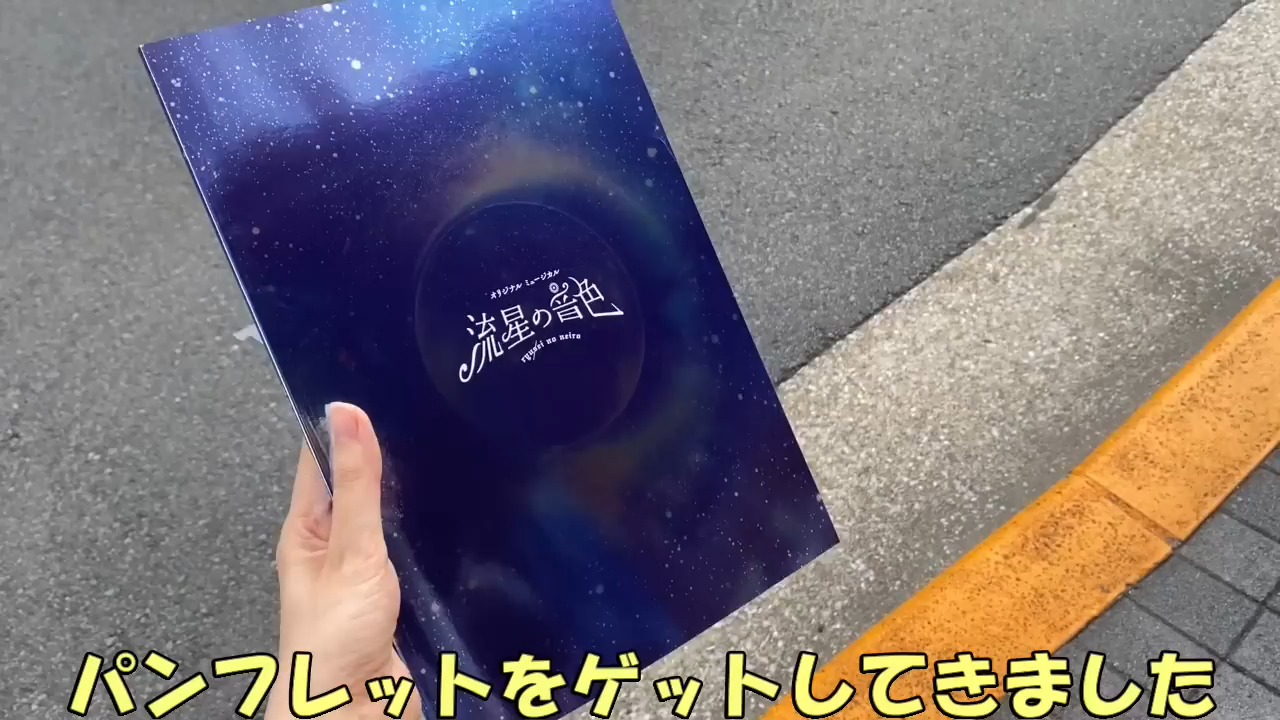 オリジナル ミュージカル
流星の音色
ryusei no neiro
パンフレットをゲットしてきました